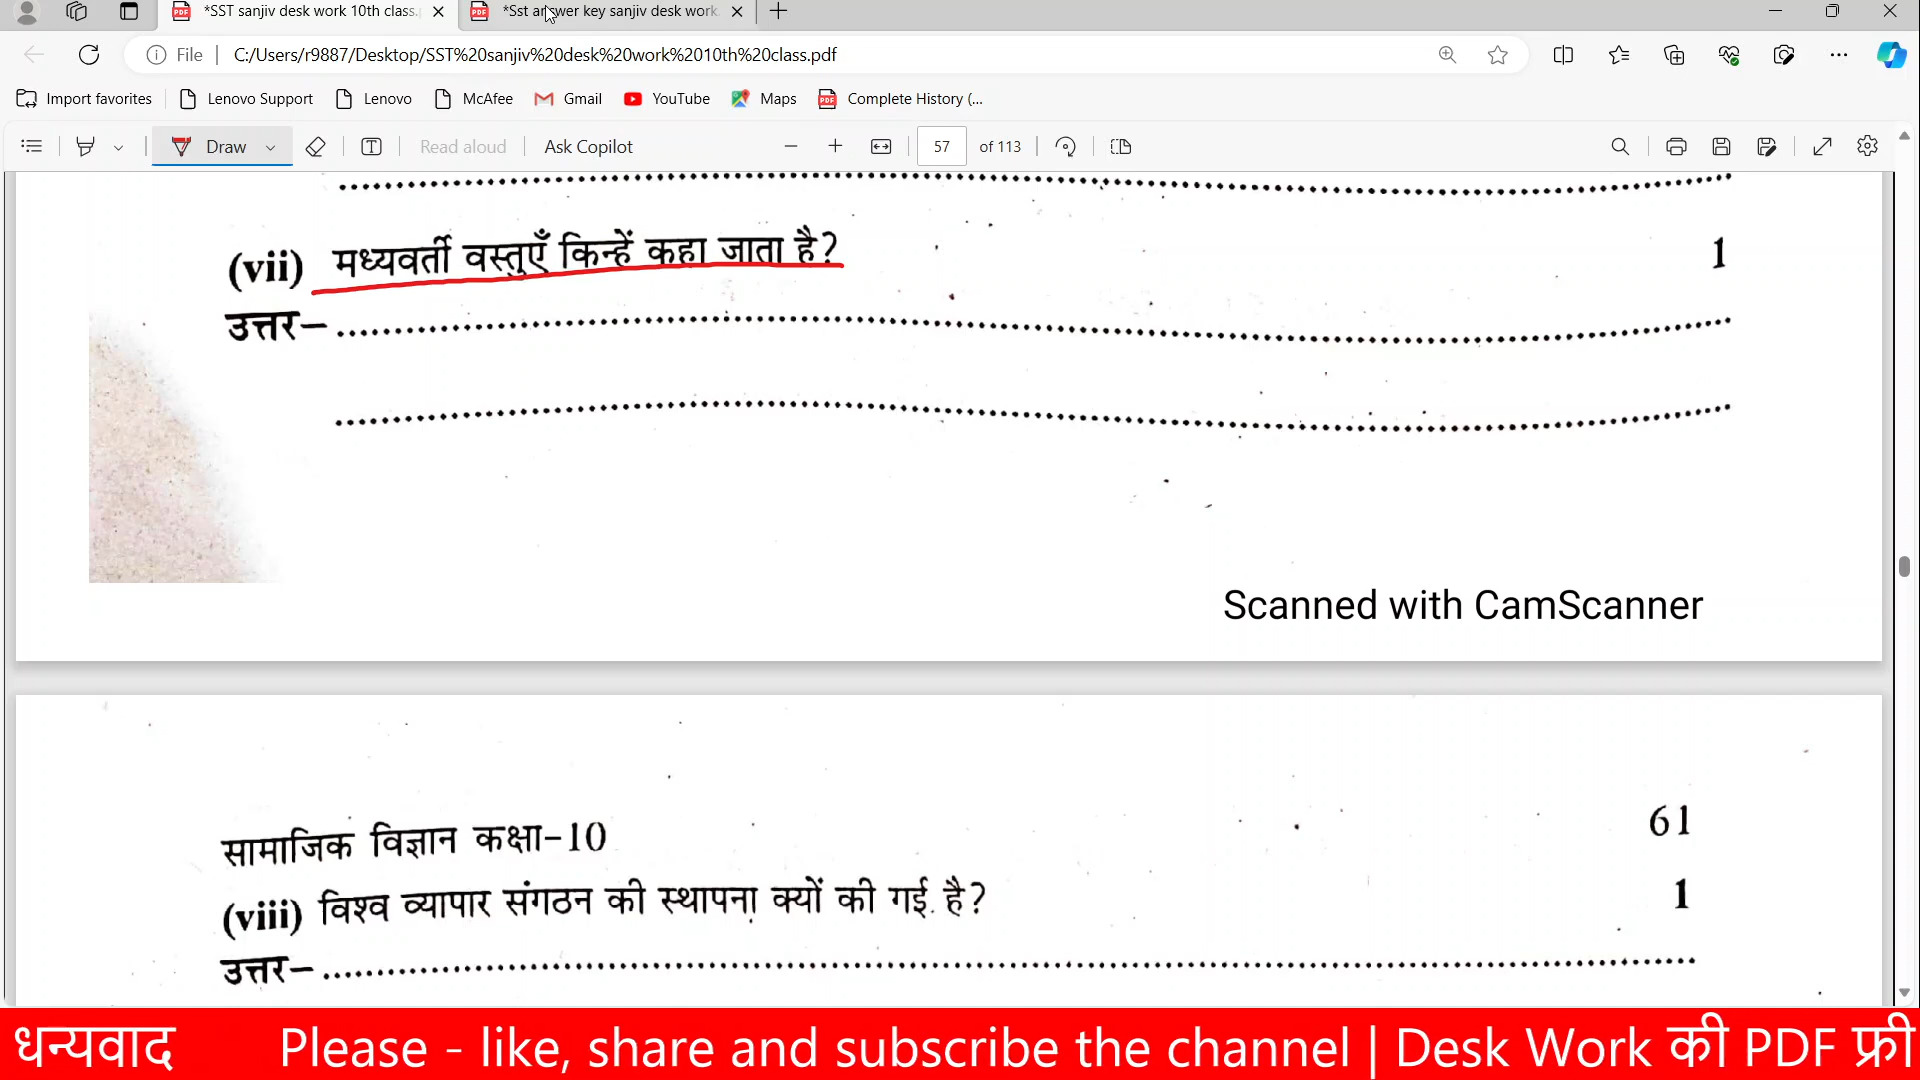 *SST sanjiv desk work 10th class.
*Sst answer key sanjiv desk work.
File
C:/Users/r9887/Desktop/SST%20sanjiv%20desk%20work%2010th%20class.pdf
Import favorites
Lenovo Support
Lenovo
McAfee
Gmail
YouTube
Maps
Complete History (...
Draw
Read aloud
Ask Copilot
57
of 113
(vii) मध्यवर्ती वस्तुएँ किन्हें कहा जाता है? 1
उत्तर–
Scanned with CamScanner
सामाजिक विज्ञान कक्षा-10 61
(viii) विश्व व्यापार संगठन की स्थापना क्यों की गई है? 1
उत्तर–
धन्यवाद Please - like, share and subscribe the channel | Desk Work की PDF फ्री